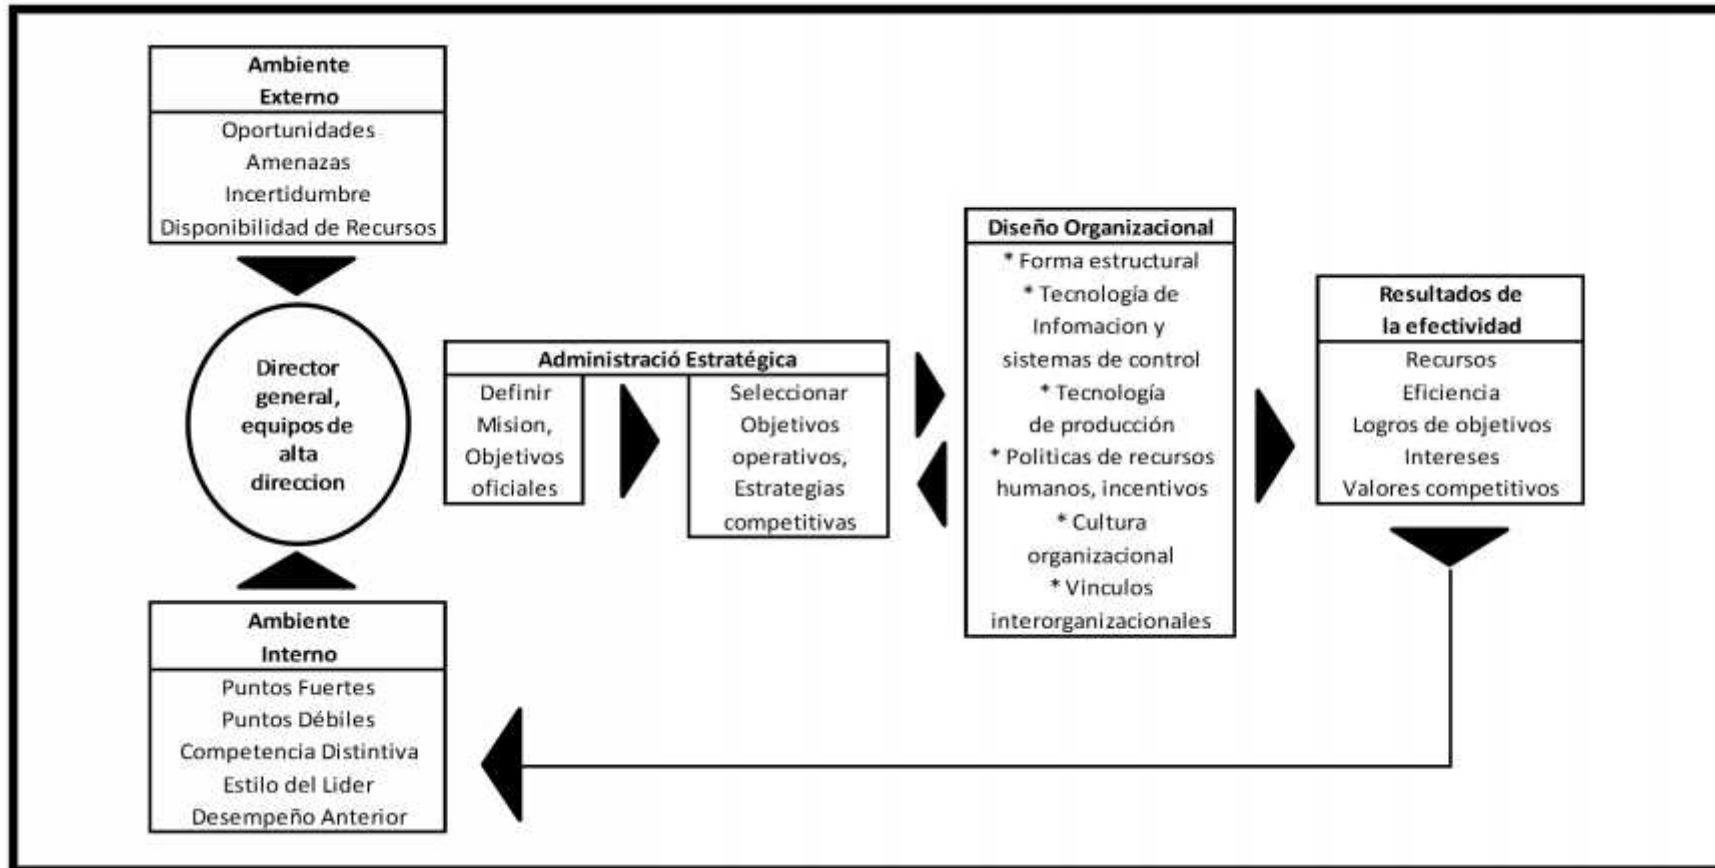 Ambiente
Externo
Oportunidades
Amenazas
Incertidumbre
Disponibilidad de Recursos
Director
general,
equipos de
alta
direccion
Ambiente
Interno
Puntos Fuertes
Puntos Débiles
Competencia Distintiva
Estilo del Lider
Desempeño Anterior
Administració Estratégica
Definir
Mision,
Objetivos
oficiales
Seleccionar
Objetivos
operativos,
Estrategias
competitivas
Diseño Organizacional
* Forma estructural
* Tecnología de
Infomacion y
sistemas de control
* Tecnología
de producción
* Politicas de recursos
humanos, incentivos
* Cultura
organizacional
* Vinculos
interorganizacionales
Resultados de
la efectividad
Recursos
Eficiencia
Logros de objetivos
Intereses
Valores competitivos